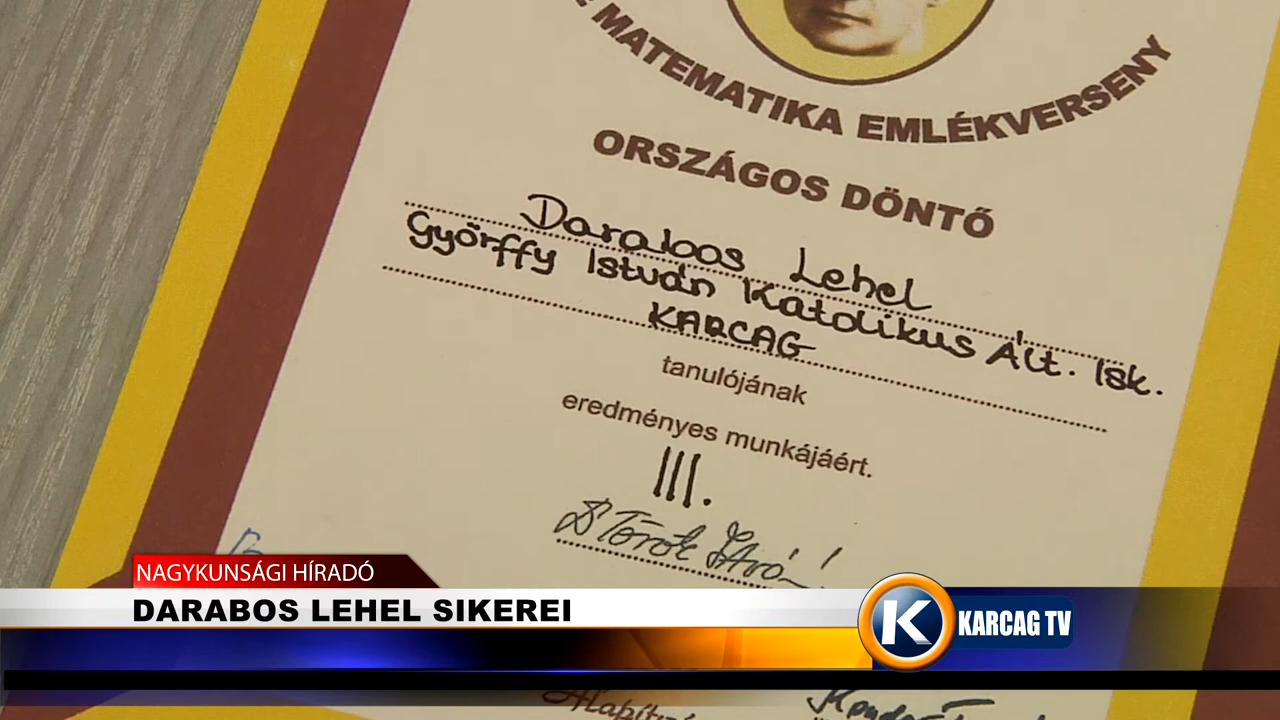 MATEMATIKA EMLÉKVERSENY
ORSZÁGOS DÖNTŐ
Darabos Lehel
Györffy István Katolikus Ált. Isk.
KARCAG
tanulójának
eredményes munkájáért.
III.
NAGYKUNSÁGI HÍRADÓ
DARABOS LEHEL SIKEREI
K KARCAG TV